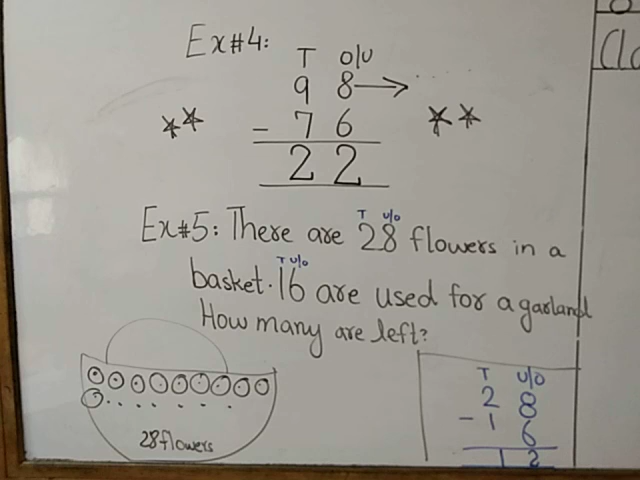 Ex#4:
T O/U
9 8
- 7 6
2 2
Ex#5: There are 28 flowers in a
T U/O
basket. 16 are used for a garland
T U/O
How many are left?
28 flowers
T U/O
2 8
- 1 6
1 2